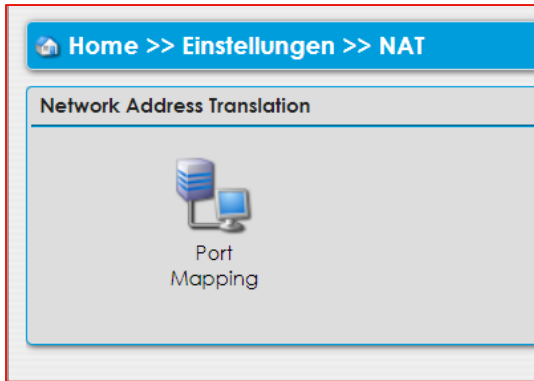 Home >> Einstellungen >> NAT
Network Address Translation
Port
Mapping